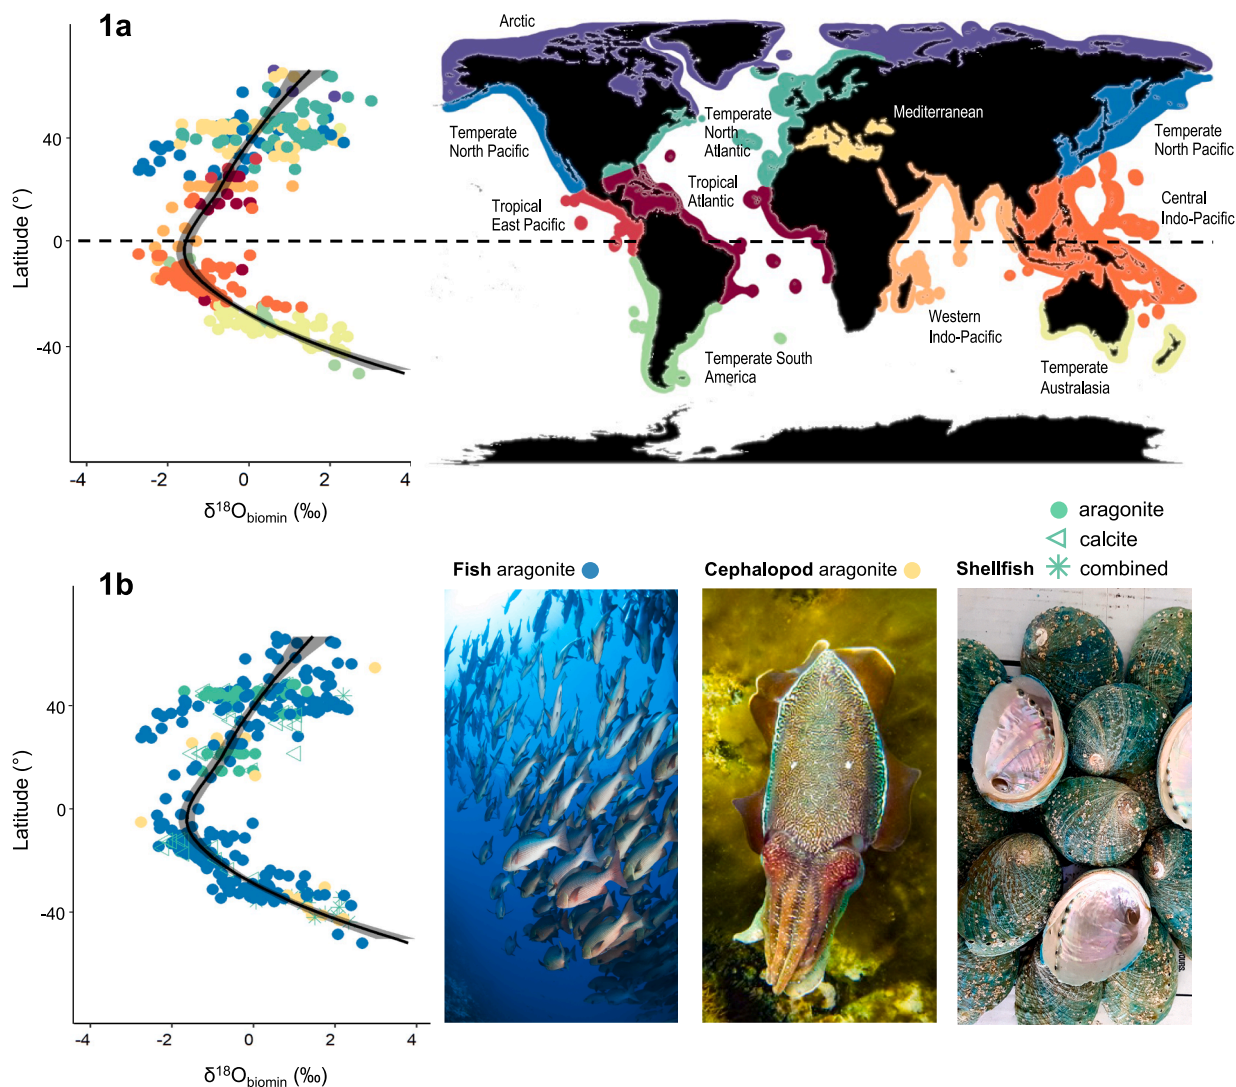 1a
Arctic
40
0
-40
Latitude (°)
-4
-2
0
2
4
δ18Obiomin (‰)
Temperate
North Pacific
Temperate
North
Atlantic
Mediterranean
Temperate
North Pacific
Tropical
East Pacific
Tropical
Atlantic
Central
Indo-Pacific
Western
Indo-Pacific
Temperate South
America
Temperate
Australasia
aragonite
calcite
combined
1b
Fish aragonite
Cephalopod aragonite
Shellfish
40
0
-40
Latitude (°)
-4
-2
0
2
4
δ18Obiomin (‰)